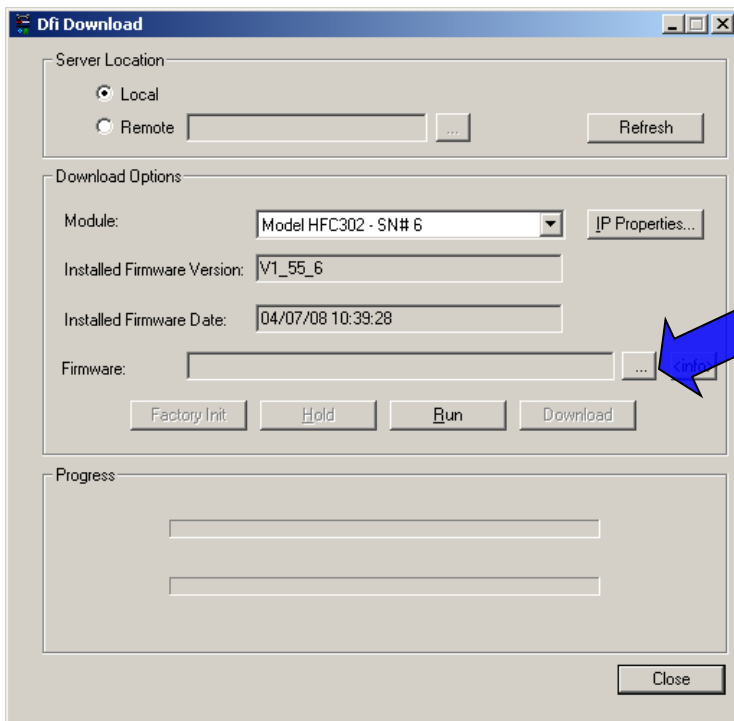 Dfi Download
Server Location
Local
Remote ... Refresh
Download Options
Module: Model HFC302 - SN# 6 IP Properties...
Installed Firmware Version: V1_55_6
Installed Firmware Date: 04/07/08 10:39:28
Firmware: ... <info>
Factory Init Hold Run Download
Progress
Close